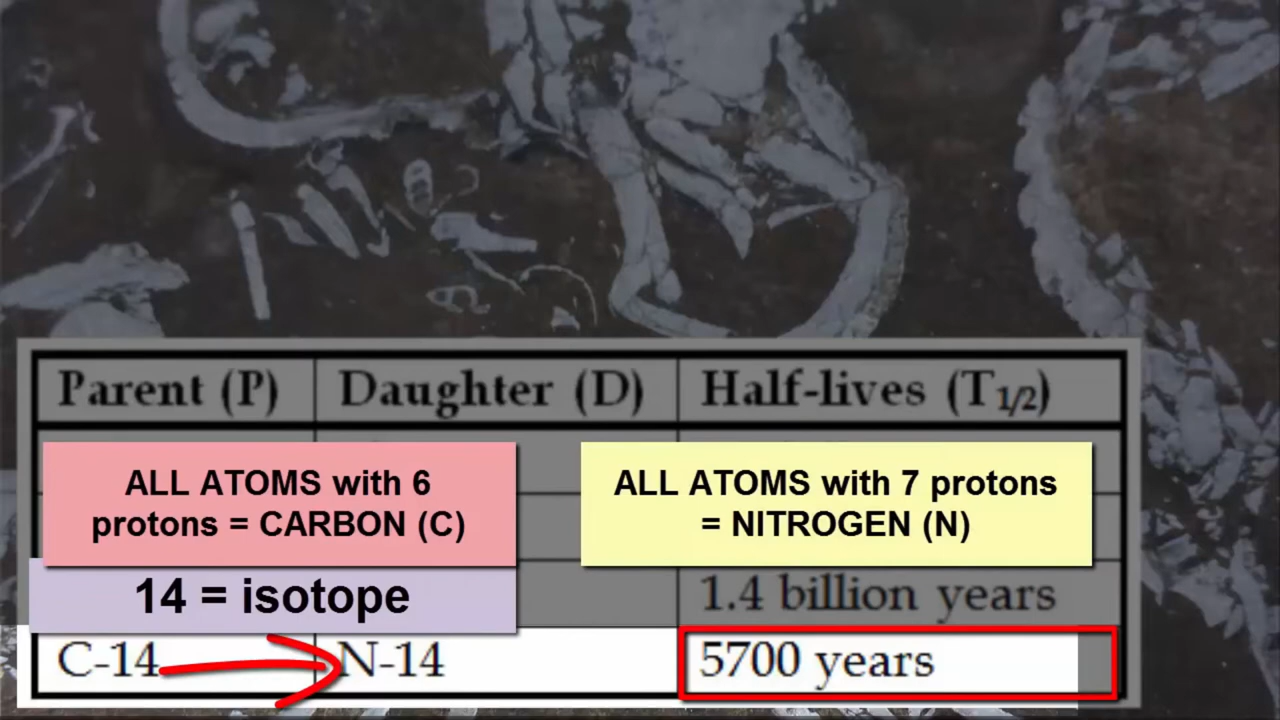 Parent (P) Daughter (D) Half-lives (T1/2)
ALL ATOMS with 6
protons = CARBON (C)
ALL ATOMS with 7 protons
= NITROGEN (N)
14 = isotope
1.4 billion years
C-14 N-14 5700 years